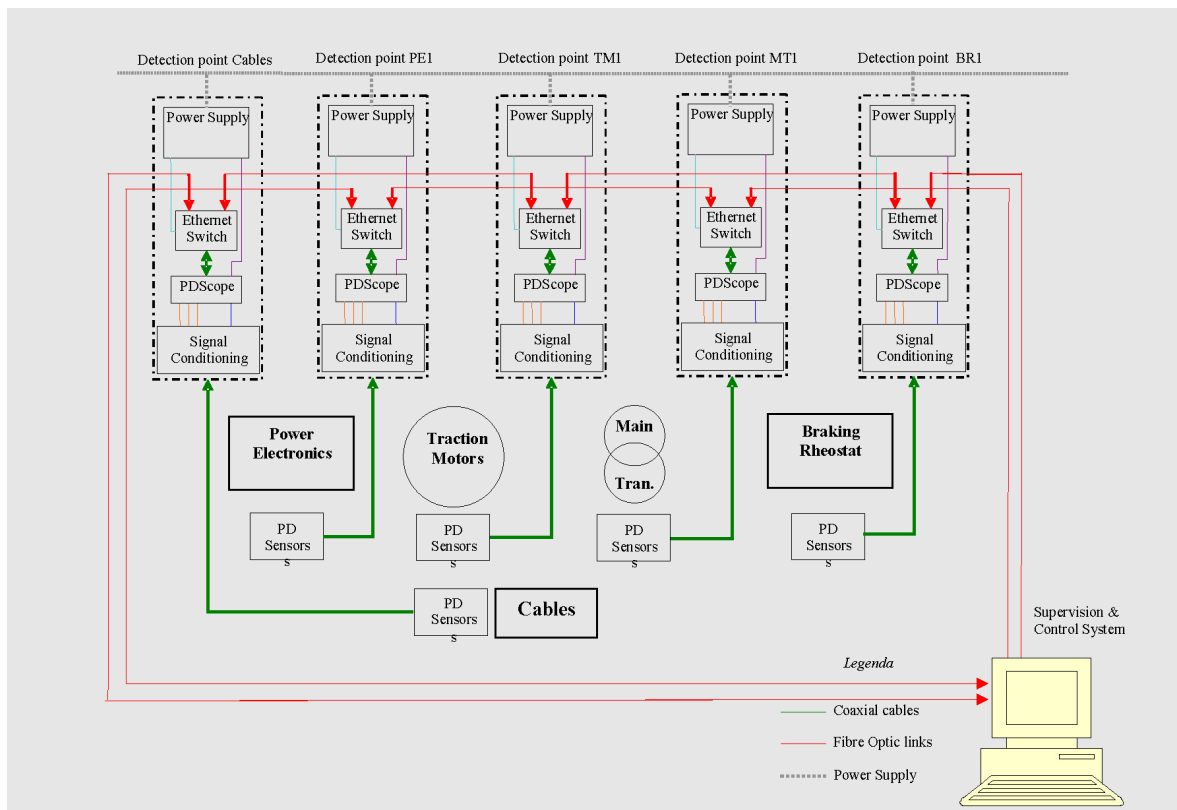 Detection point Cables
Detection point PE1
Detection point TM1
Detection point MT1
Detection point BR1
Power Supply
Power Supply
Power Supply
Power Supply
Power Supply
Ethernet
Switch
Ethernet
Switch
Ethernet
Switch
Ethernet
Switch
Ethernet
Switch
PDScope
PDScope
PDScope
PDScope
PDScope
Signal
Conditioning
Signal
Conditioning
Signal
Conditioning
Signal
Conditioning
Signal
Conditioning
Power
Electronics
Traction
Motors
Main
Tran.
Braking
Rheostat
PD
Sensors
s
PD
Sensors
s
PD
Sensors
s
PD
Sensors
s
PD
Sensors
s
Cables
Supervision &
Control System
Legenda
Coaxial cables
Fibre Optic links
Power Supply